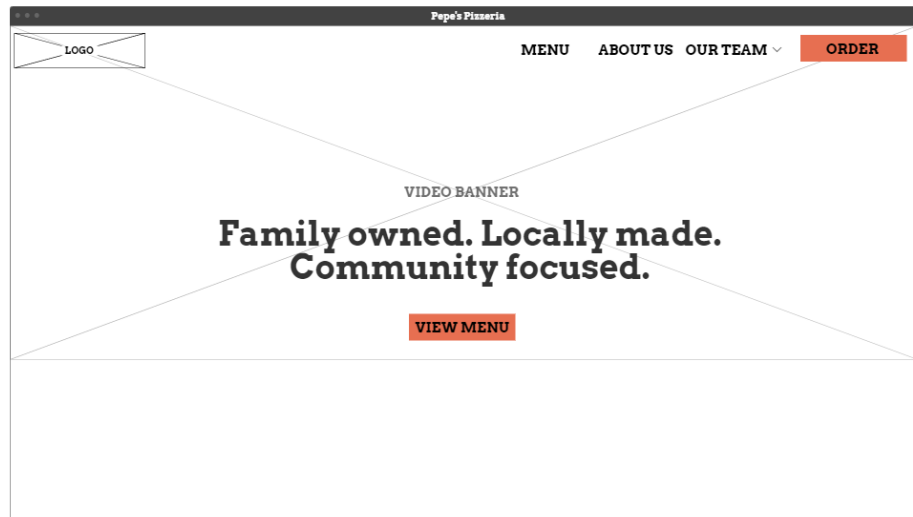 Pepe's Pizzeria
LOGO
MENU ABOUT US OUR TEAM ORDER
VIDEO BANNER
Family owned. Locally made.
Community focused.
VIEW MENU